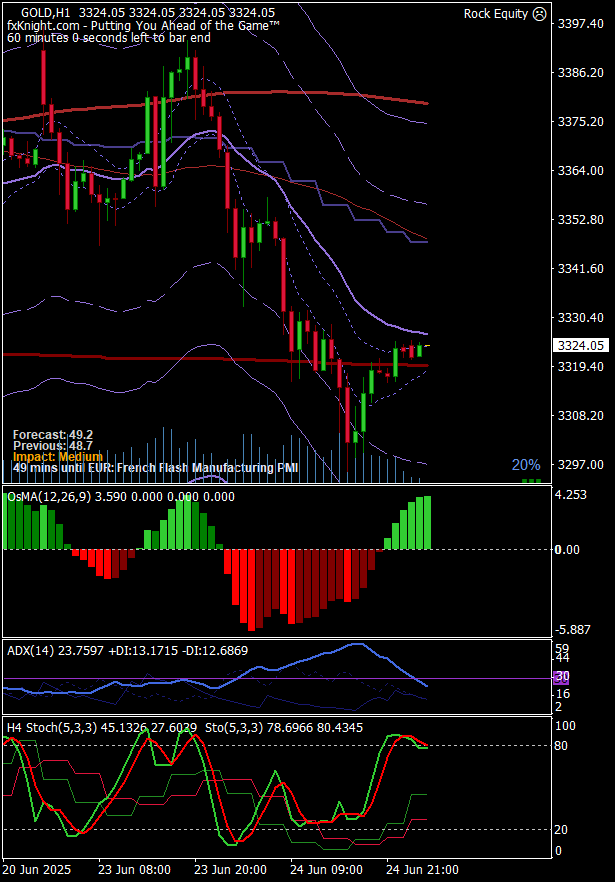 GOLD,H1 3324.05 3324.05 3324.05 3324.05
Rock Equity ☹
fxKnight.com - Putting You Ahead of the Game™
60 minutes 0 seconds left to bar end
3397.40
3386.20
3375.20
3364.00
3352.80
3341.60
3330.40
3324.05
3319.40
3308.20
3297.00
Forecast: 49.2
Previous: 48.7
Impact: Medium
49 mins until EUR: French Flash Manufacturing PMI
20%
OsMA(12,26,9) 3.590 0.000 0.000 0.000
4.253
0.00
-5.887
ADX(14) 23.7597 +DI:13.1715 -DI:12.6869
59
44
30
16
2
H4 Stoch(5,3,3) 45.1326 27.6029 Sto(5,3,3) 78.6966 80.4345
100
80
20
0
20 Jun 2025
23 Jun 08:00
23 Jun 20:00
24 Jun 09:00
24 Jun 21:00